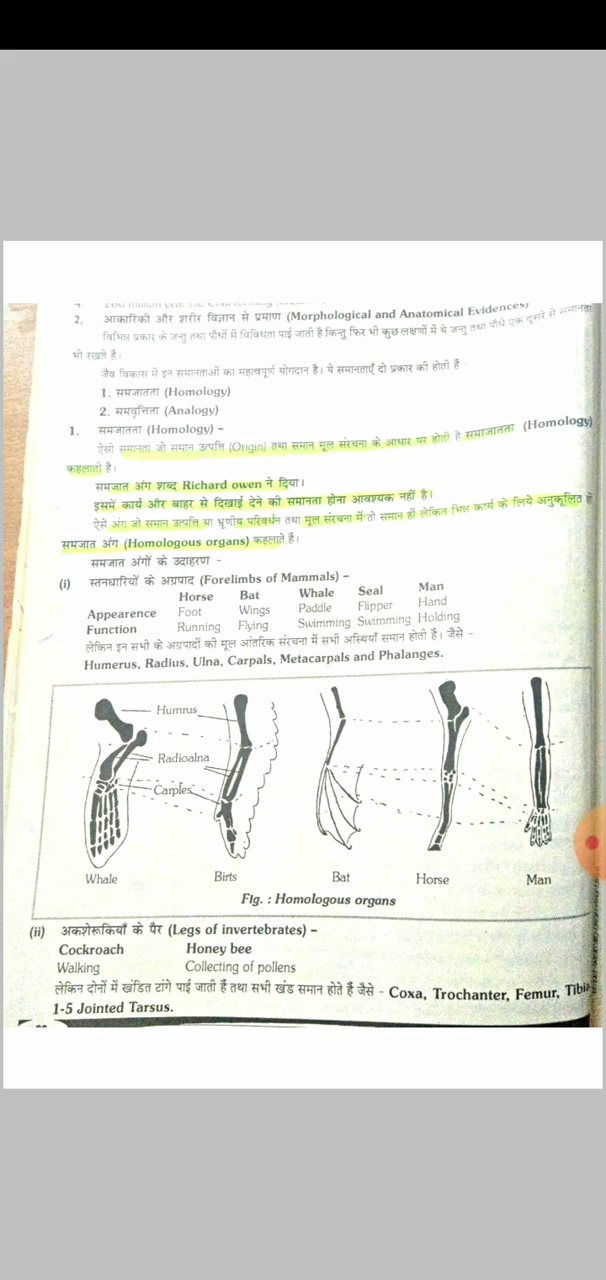 2. आकारिकी और शरीर विज्ञान से प्रमाण (Morphological and Anatomical Evidences)
विभिन्न प्रकार के जन्तु तथा पौधों में विविधता पाई जाती है किन्तु फिर भी कुछ लक्षणों में ये जन्तु तथा पौधे एक दूसरे से समानता
भी रखते हैं।
जैव विकास में इन समानताओं का महत्वपूर्ण योगदान है। ये समानताएँ दो प्रकार की होती हैं -
1. समजातता (Homology)
2. समवृत्तिता (Analogy)
1. समजातता (Homology) –
ऐसी समानता जो समान उत्पत्ति (Origin) तथा समान मूल संरचना के आधार पर होती है समाजातता (Homology)
कहलाती है।
समजात अंग शब्द Richard owen ने दिया।
इसमें कार्य और बाहर से दिखाई देने की समानता होना आवश्यक नहीं है।
ऐसे अंग जो समान उत्पत्ति या भ्रूणीय परिवर्धन तथा मूल संरचना में तो समान हों लेकिन भिन्न कार्य के लिये अनुकूलित हो
समजात अंग (Homologous organs) कहलाते हैं।
समजात अंगों के उदाहरण -
(i) स्तनधारियों के अग्रपाद (Forelimbs of Mammals) –
Horse Bat Whale Seal Man
Appearence Foot Wings Paddle Flipper Hand
Function Running Flying Swimming Swimming Holding
लेकिन इन सभी के अग्रपादों की मूल आंतरिक संरचना में सभी अस्थियाँ समान होती है। जैसे -
Humerus, Radius, Ulna, Carpals, Metacarpals and Phalanges.
Humrus
Radioalna
Carples
Whale Birts Bat Horse Man
Fig. : Homologous organs
(ii) अकशेरूकियाँ के पैर (Legs of invertebrates) –
Cockroach Honey bee
Walking Collecting of pollens
लेकिन दोनों में खंडित टांगे पाई जाती हैं तथा सभी खंड समान होते हैं जैसे - Coxa, Trochanter, Femur, Tibia
1-5 Jointed Tarsus.